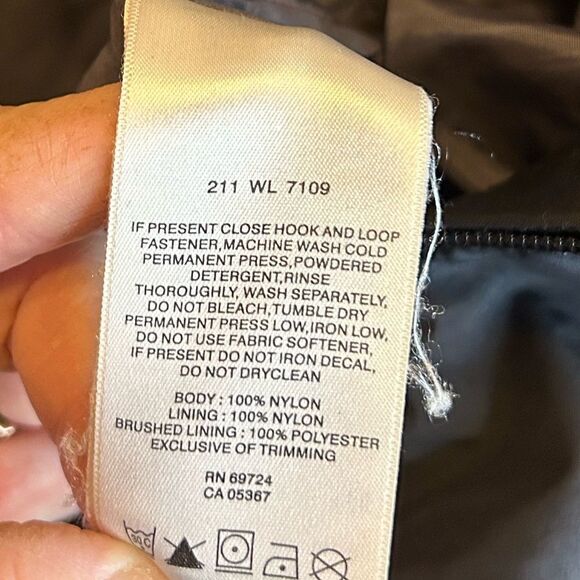 211 WL 7109
IF PRESENT CLOSE HOOK AND LOOP
FASTENER,MACHINE WASH COLD
PERMANENT PRESS,POWDERED
DETERGENT,RINSE
THOROUGHLY,WASH SEPARATELY,
DO NOT BLEACH,TUMBLE DRY
PERMANENT PRESS LOW,IRON LOW,
DO NOT USE FABRIC SOFTENER,
IF PRESENT DO NOT IRON DECAL,
DO NOT DRYCLEAN
BODY : 100% NYLON
LINING : 100% NYLON
BRUSHED LINING : 100% POLYESTER
EXCLUSIVE OF TRIMMING
RN 69724
CA 05367
30C